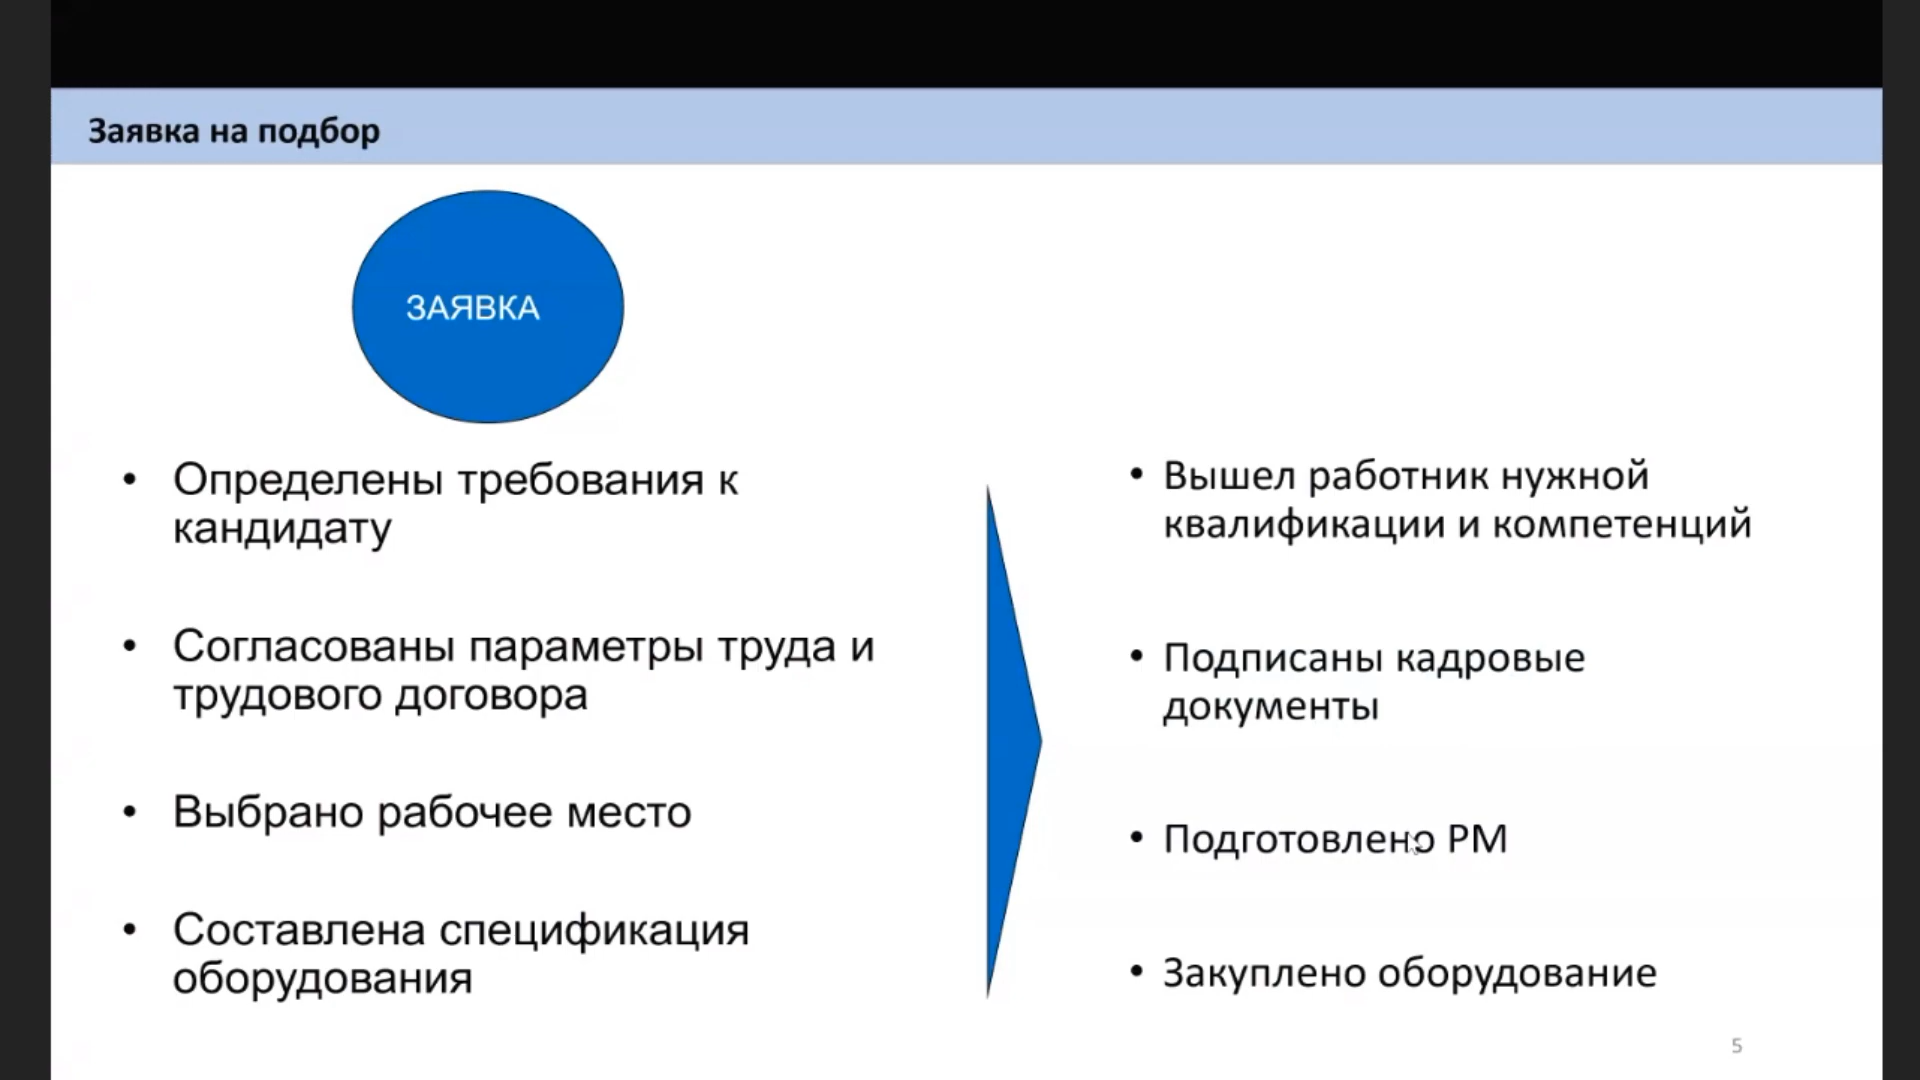 Заявка на подбор
ЗАЯВКА
• Определены требования к
кандидату
• Согласованы параметры труда и
трудового договора
• Выбрано рабочее место
• Составлена спецификация
оборудования
• Вышел работник нужной
квалификации и компетенций
• Подписаны кадровые
документы
• Подготовлено РМ
• Закуплено оборудование
5